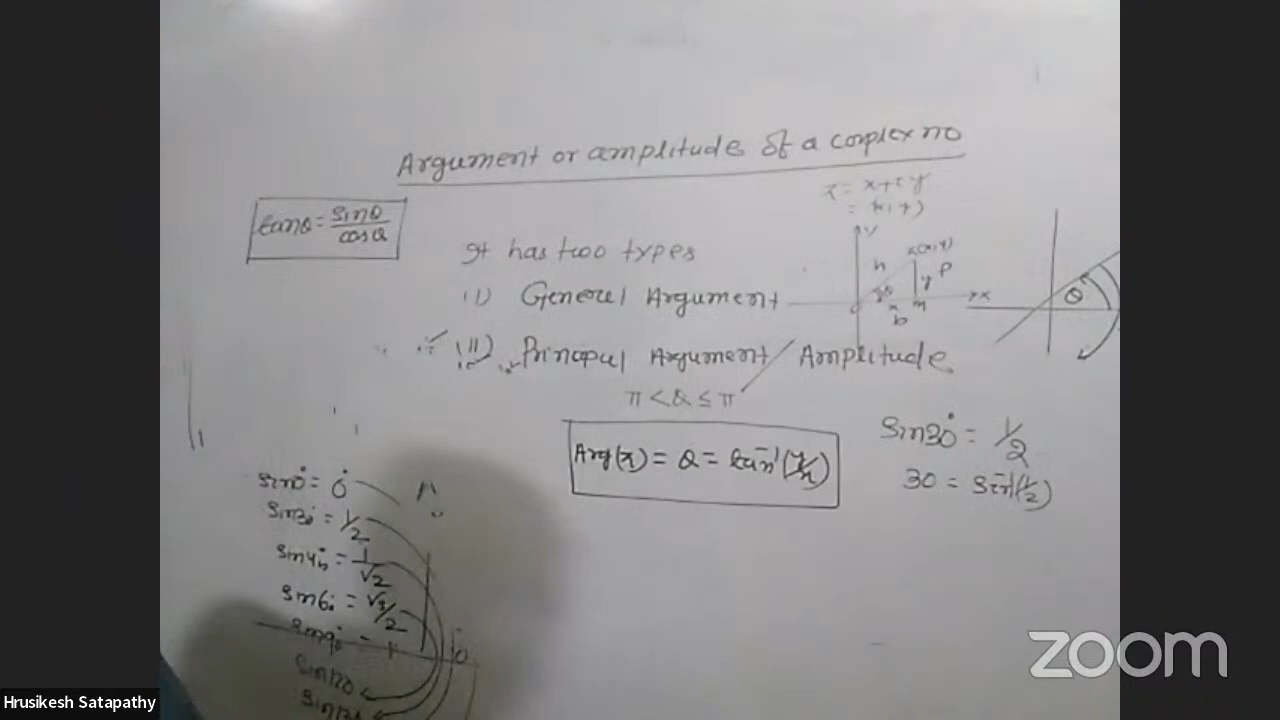 Argument or amplitude of a complex no
tanθ = sinθ/cosθ
z = x+iy
= (x,y)
It has two types
(i) General Argument
(ii) Principal Argument/Amplitude
π < θ ≤ π
Arg(z) = θ = tan⁻¹(y/x)
y
z(x,y)
h
y
p
x
m
b
x
θ
sin30° = 1/2
30 = sin⁻¹(1/2)
sin0° = 0
sin30° = 1/2
sin45° = 1/√2
sin60° = √3/2
sin90° = 1
sin120
zoom
Hrusikesh Satapathy